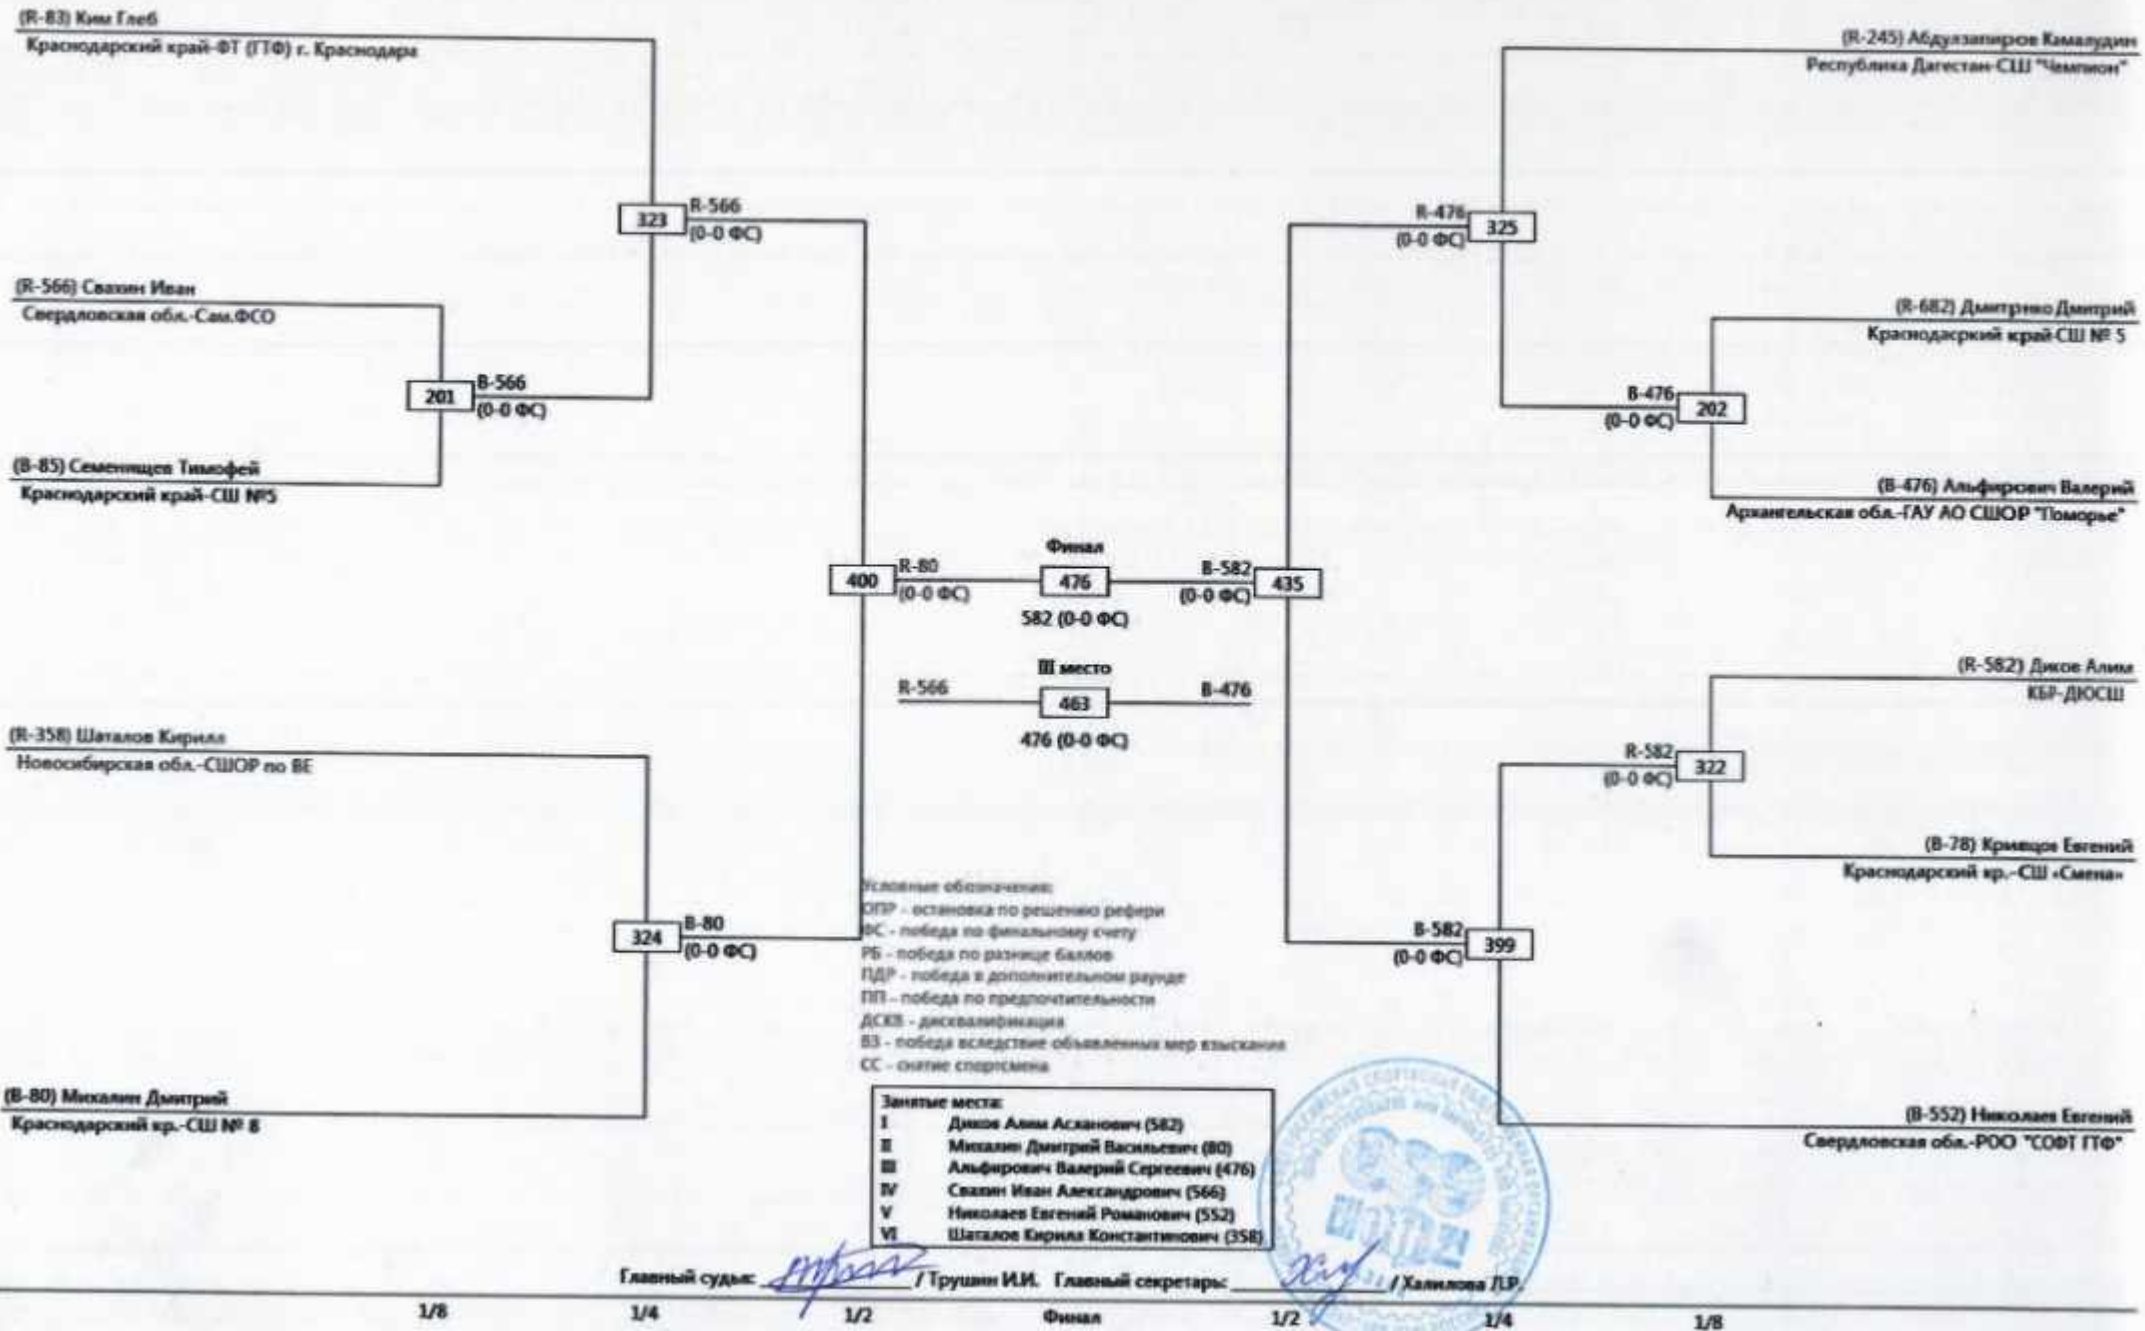 (R-83) Ким Глеб
Краснодарский край-ФТ (ГТФ) г. Краснодара
(R-245) Абдулзапиров Камалудин
Республика Дагестан-СШ "Чемпион"
323
R-566
(0-0 ФС)
R-476
(0-0 ФС)
325
(R-566) Свахин Иван
Свердловская обл.-Сам.ФСО
(R-682) Дмитренко Дмитрий
Краснодасркий край-СШ № 5
201
B-566
(0-0 ФС)
B-476
(0-0 ФС)
202
(B-85) Семенищев Тимофей
Краснодарский край-СШ №5
(B-476) Альфирович Валерий
Архангельская обл.-ГАУ АО СШОР "Поморье"
400
R-80
(0-0 ФС)
Финал
476
582 (0-0 ФС)
B-582
(0-0 ФС)
435
III место
R-566
463
B-476
476 (0-0 ФС)
(R-582) Диков Алим
КБР-ДЮСШ
(R-358) Шаталов Кирилл
Новосибирская обл.-СШОР по ВЕ
R-582
(0-0 ФС)
322
(B-78) Кривцов Евгений
Краснодарский кр.-СШ «Смена»
324
B-80
(0-0 ФС)
B-582
(0-0 ФС)
399
Условные обозначения:
ОПР - остановка по решению рефери
ФС - победа по финальному счету
РБ - победа по разнице баллов
ПДР - победа в дополнительном раунде
ПП - победа по предпочтительности
ДСКВ - дисквалификация
ВЗ - победа вследствие объявленных мер взыскания
СС - снятие спортсмена
(B-80) Михалин Дмитрий
Краснодарский кр.-СШ № 8
(B-552) Николаев Евгений
Свердловская обл.-РОО "СОФТ ГТФ"
Занятые места:
I Диков Алим Асланович (582)
II Михалин Дмитрий Васильевич (80)
III Альфирович Валерий Сергеевич (476)
IV Свахин Иван Александрович (566)
V Николаев Евгений Романович (552)
VI Шаталов Кирилл Константинович (358)
Главный судья: / Трушин И.И. Главный секретарь: / Халилова Л.Р.
1/8 1/4 1/2 Финал 1/2 1/4 1/8